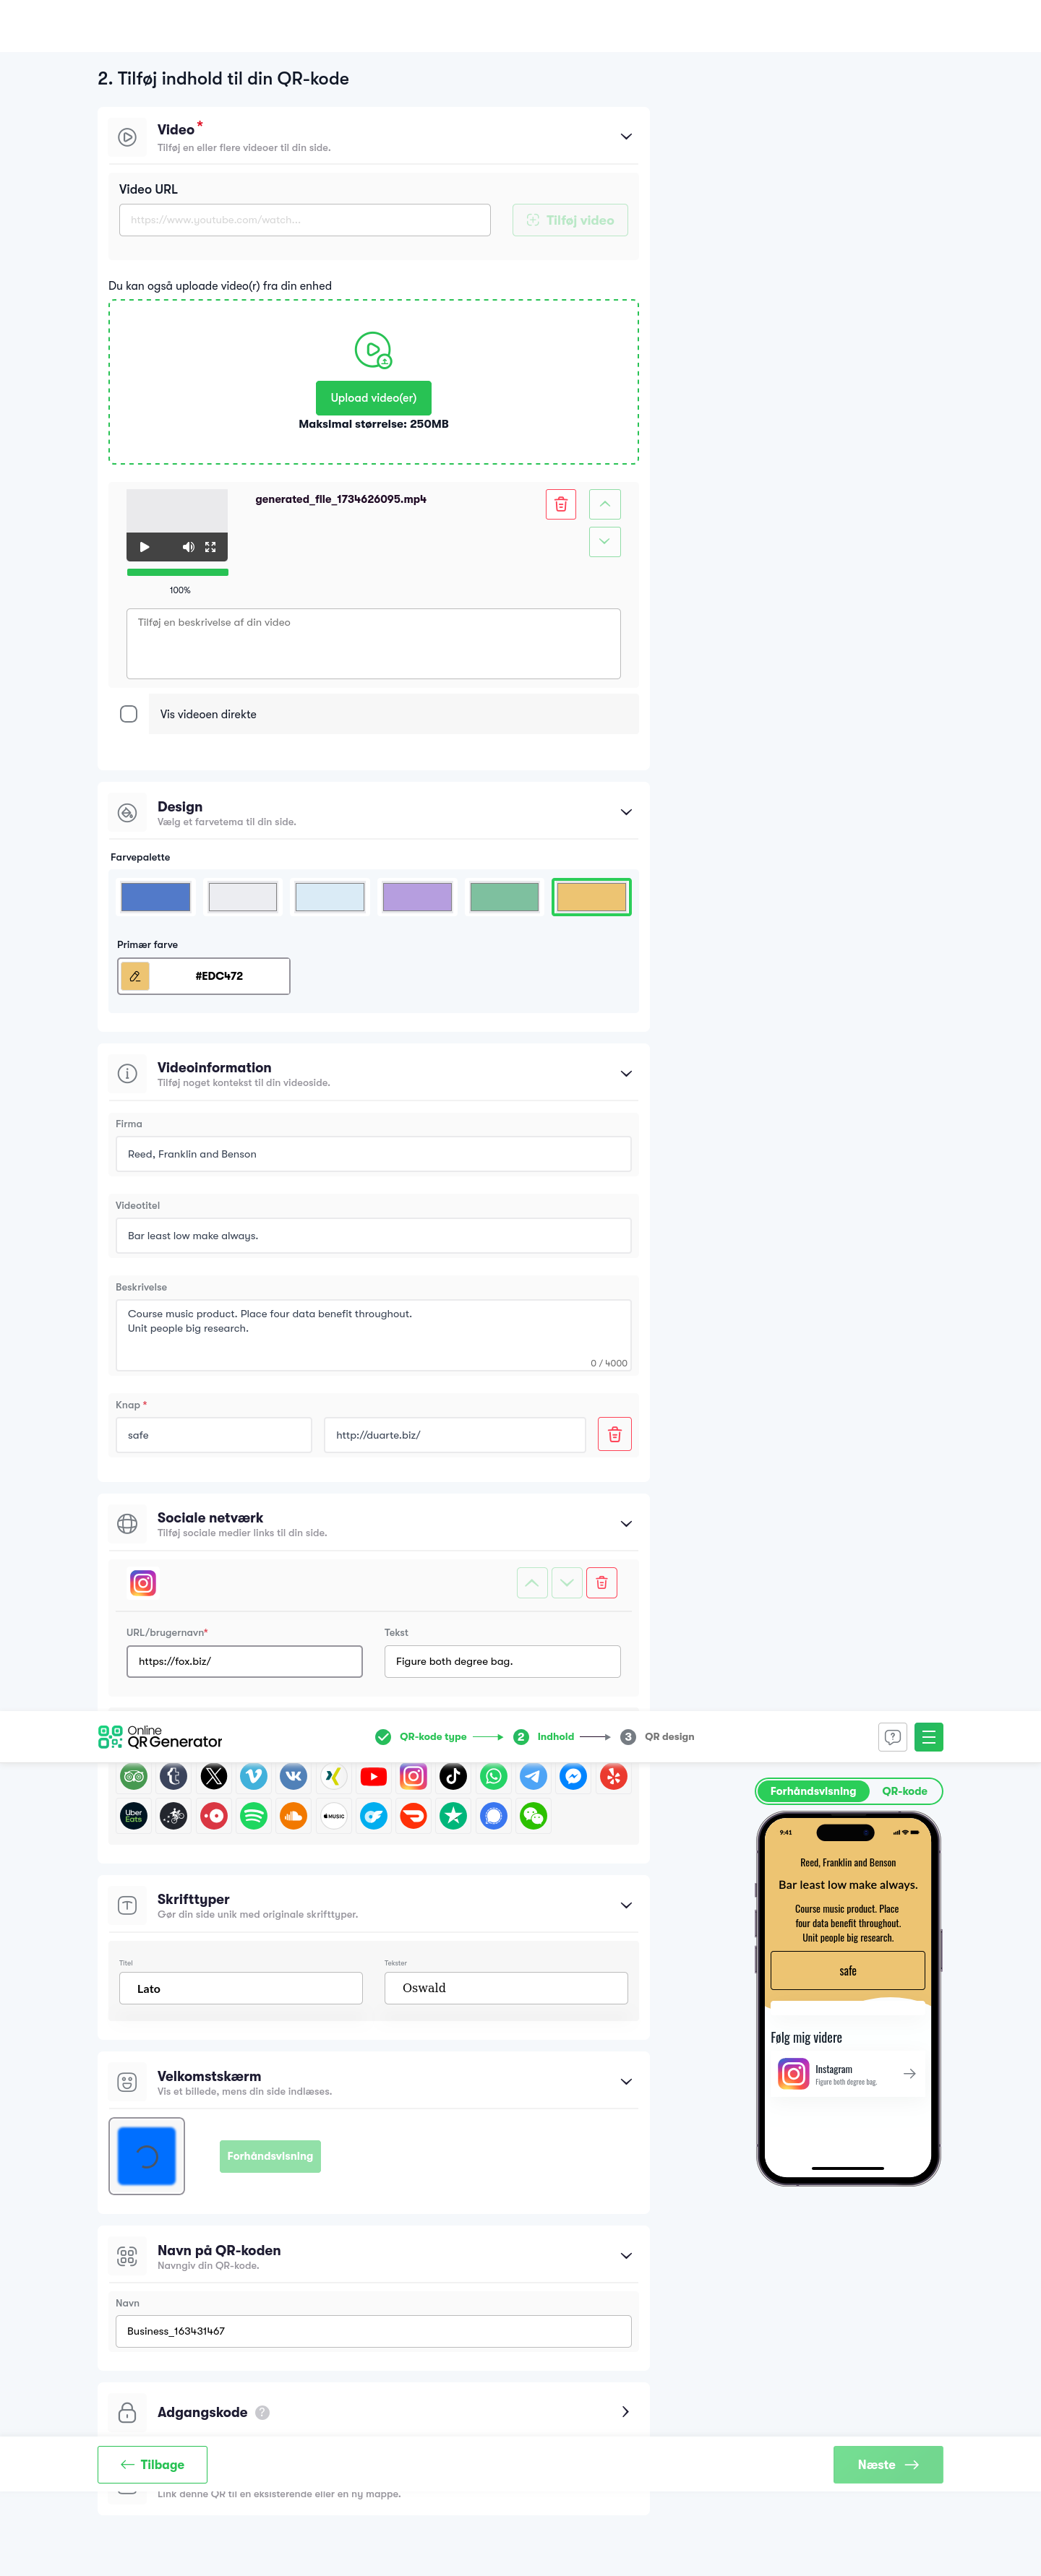 2. Tilføj indhold til din QR-kode
Video *
Tilføj en eller flere videoer til din side.
Video URL
https://www.youtube.com/watch...
Tilføj video
Du kan også uploade video(r) fra din enhed
Upload video(er)
Maksimal størrelse: 250MB
generated_file_1734626095.mp4
100%
Tilføj en beskrivelse af din video
Vis videoen direkte
Design
Vælg et farvetema til din side.
Farvepalette
Primær farve
#EDC472
Videoinformation
Tilføj noget kontekst til din videoside.
Firma
Reed, Franklin and Benson
Videotitel
Bar least low make always.
Beskrivelse
Course music product. Place four data benefit throughout.
Unit people big research.
0 / 4000
Knap *
safe
http://duarte.biz/
Sociale netværk
Tilføj sociale medier links til din side.
URL/brugernavn*
Tekst
https://fox.biz/
Figure both degree bag.
Online
QR Generator
QR-kode type
2
Indhold
3
QR design
Uber
Eats
MUSIC
Forhåndsvisning
QR-kode
9:41
Reed, Franklin and Benson
Bar least low make always.
Course music product. Place
four data benefit throughout.
Unit people big research.
safe
Følg mig videre
Instagram
Figure both degree bag.
Skrifttyper
Gør din side unik med originale skrifttyper.
Titel
Tekster
Lato
Oswald
Velkomstskærm
Vis et billede, mens din side indlæses.
Forhåndsvisning
Navn på QR-koden
Navngiv din QR-kode.
Navn
Business_163431467
Adgangskode ?
Tilbage
Næste
Link denne QR til en eksisterende eller en ny mappe.